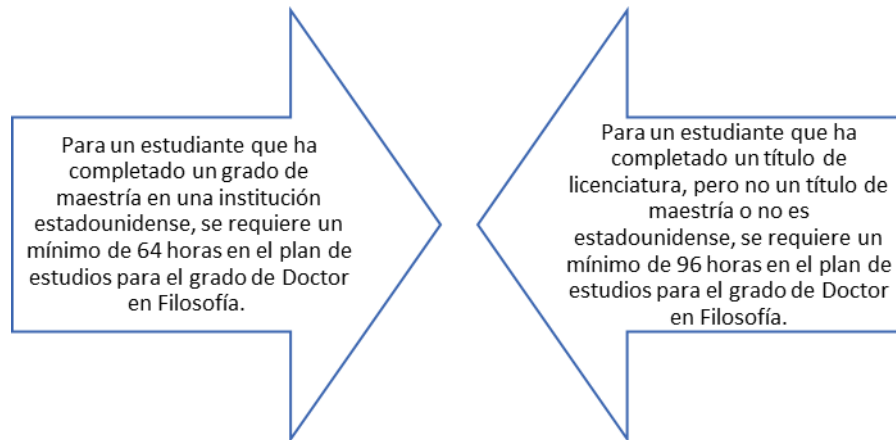 Para un estudiante que ha
completado un grado de
maestría en una institución
estadounidense, se requiere un
mínimo de 64 horas en el plan de
estudios para el grado de Doctor
en Filosofía.
Para un estudiante que ha
completado un título de
licenciatura, pero no un título de
maestría o no es
estadounidense, se requiere un
mínimo de 96 horas en el plan de
estudios para el grado de Doctor
en Filosofía.